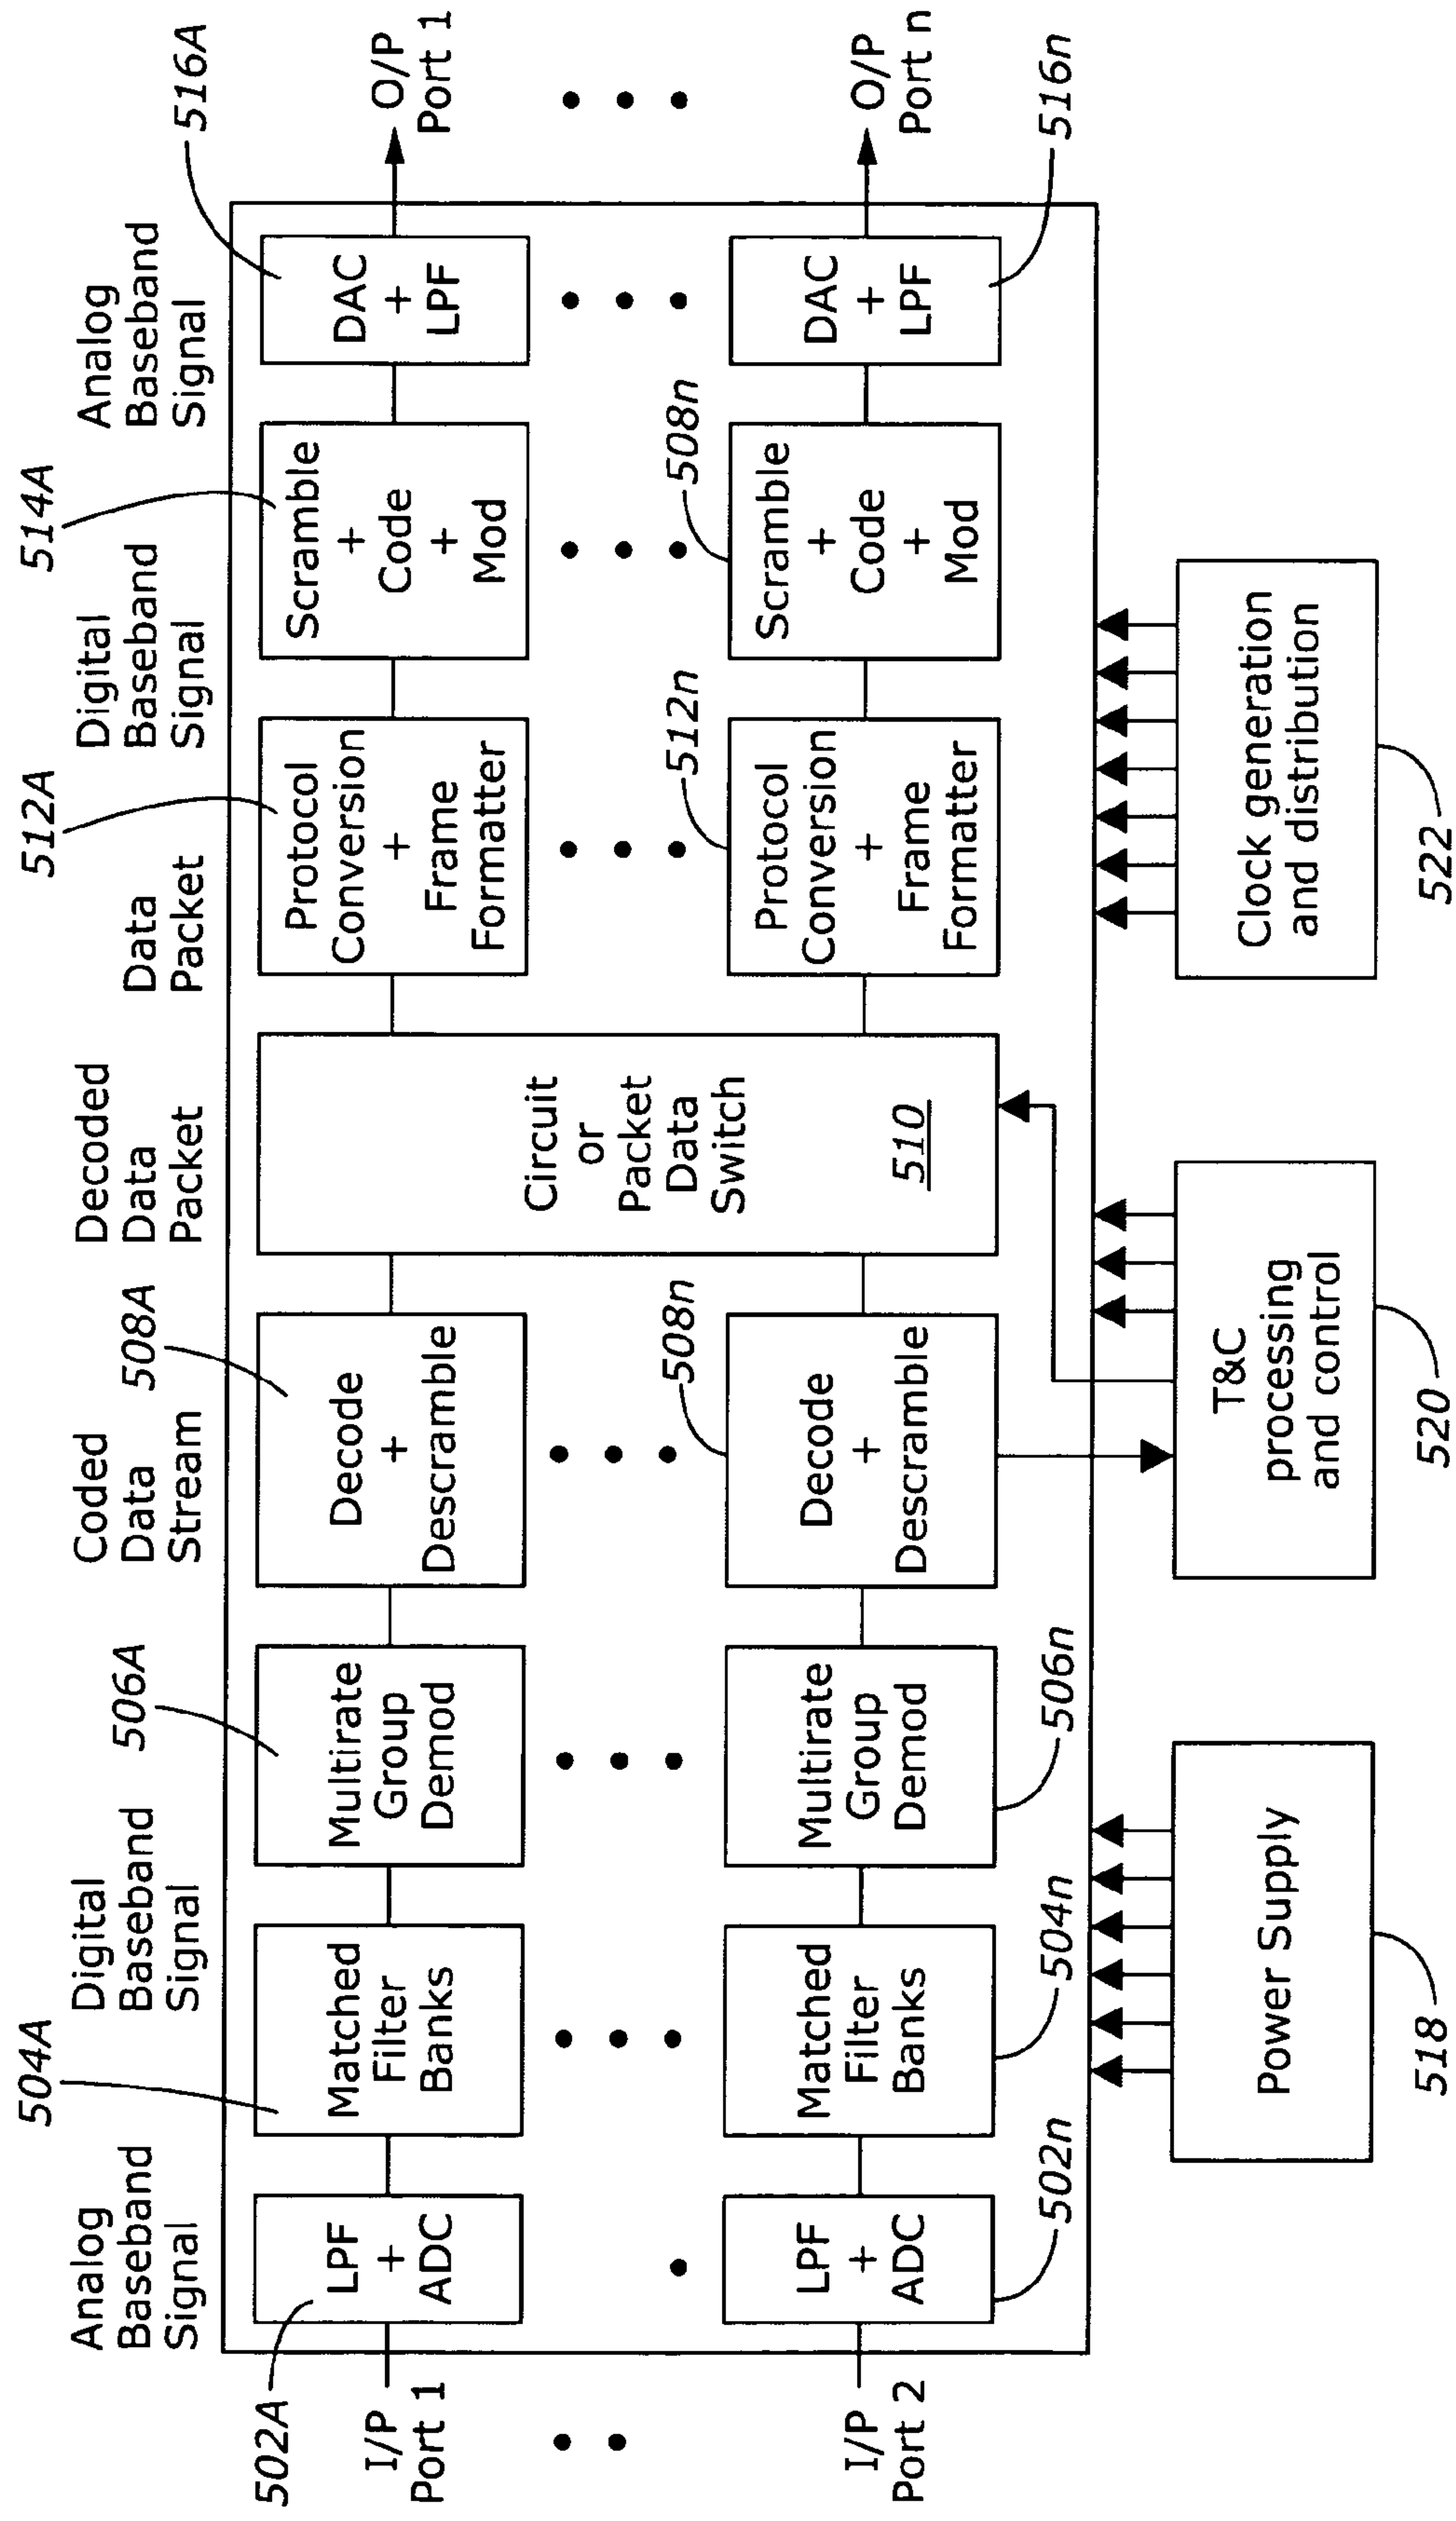 Analog
Baseband
Signal
Digital
Baseband
Signal
Coded
Data
Stream
Decoded
Data
Packet
Data
Packet
Digital
Baseband
Signal
Analog
Baseband
Signal
502A
504A
506A
508A
512A
514A
516A
I/P
Port 1
LPF
+
ADC
Matched
Filter
Banks
Multirate
Group
Demod
Decode
+
Descramble
Circuit
or
Packet
Data
Switch
510
Protocol
Conversion
+
Frame
Formatter
Scramble
+
Code
+
Mod
DAC
+
LPF
O/P
Port 1
508n
512n
508n
I/P
Port 2
LPF
+
ADC
Matched
Filter
Banks
Multirate
Group
Demod
Decode
+
Descramble
Protocol
Conversion
+
Frame
Formatter
Scramble
+
Code
+
Mod
DAC
+
LPF
O/P
Port n
502n
504n
506n
516n
Power Supply
518
T&C
processing
and control
520
Clock generation
and distribution
522